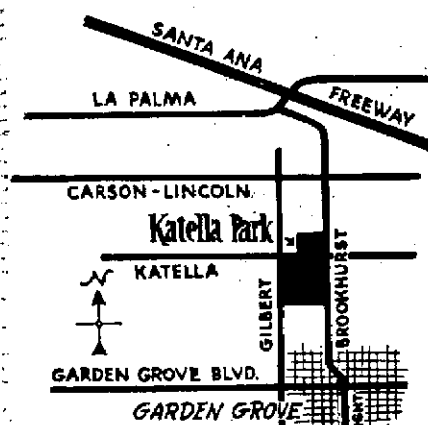 SANTA ANA
FREEWAY
LA PALMA
CARSON-LINCOLN
Katella Park
KATELLA
N
GILBERT
BROOKHURST
GARDEN GROVE BLVD.
GARDEN GROVE